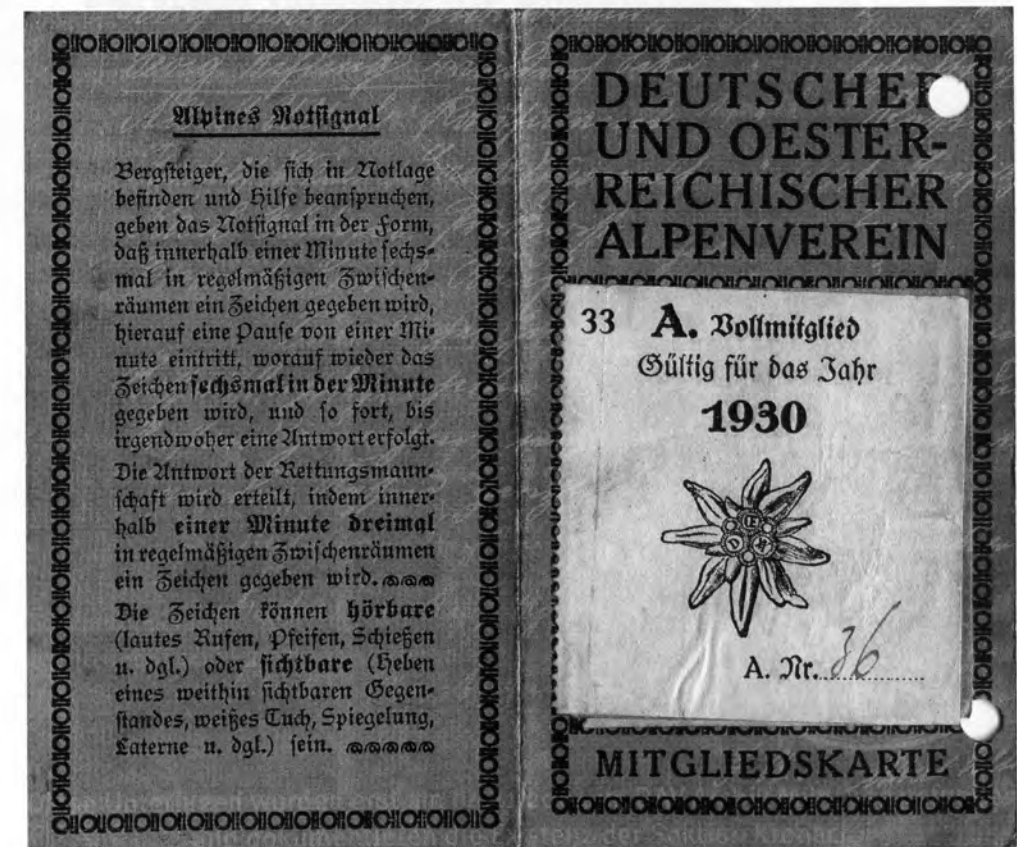 Alpines Notsignal
Bergsteiger, die sich in Notlage
befinden und Hilfe beanspruchen,
geben das Notsignal in der Form,
daß innerhalb einer Minute sechs-
mal in regelmäßigen Zwischen-
räumen ein Zeichen gegeben wird,
hierauf eine Pause von einer Mi-
nute eintritt, worauf wieder das
Zeichen sechsmal in der Minute
gegeben wird, und so fort, bis
irgendwoher eine Antwort erfolgt.
Die Antwort der Rettungsmann-
schaft wird erteilt, indem inner-
halb einer Minute dreimal
in regelmäßigen Zwischenräumen
ein Zeichen gegeben wird.
Die Zeichen können hörbare
(lautes Rufen, Pfeifen, Schießen
u. dgl.) oder sichtbare (Heben
eines weithin sichtbaren Gegen-
standes, weißes Tuch, Spiegelung,
Laterne u. dgl.) sein.
DEUTSCHER
UND OESTER-
REICHISCHER
ALPENVEREIN
33 A. Vollmitglied
Gültig für das Jahr
1930
A. Nr. 36
MITGLIEDSKARTE